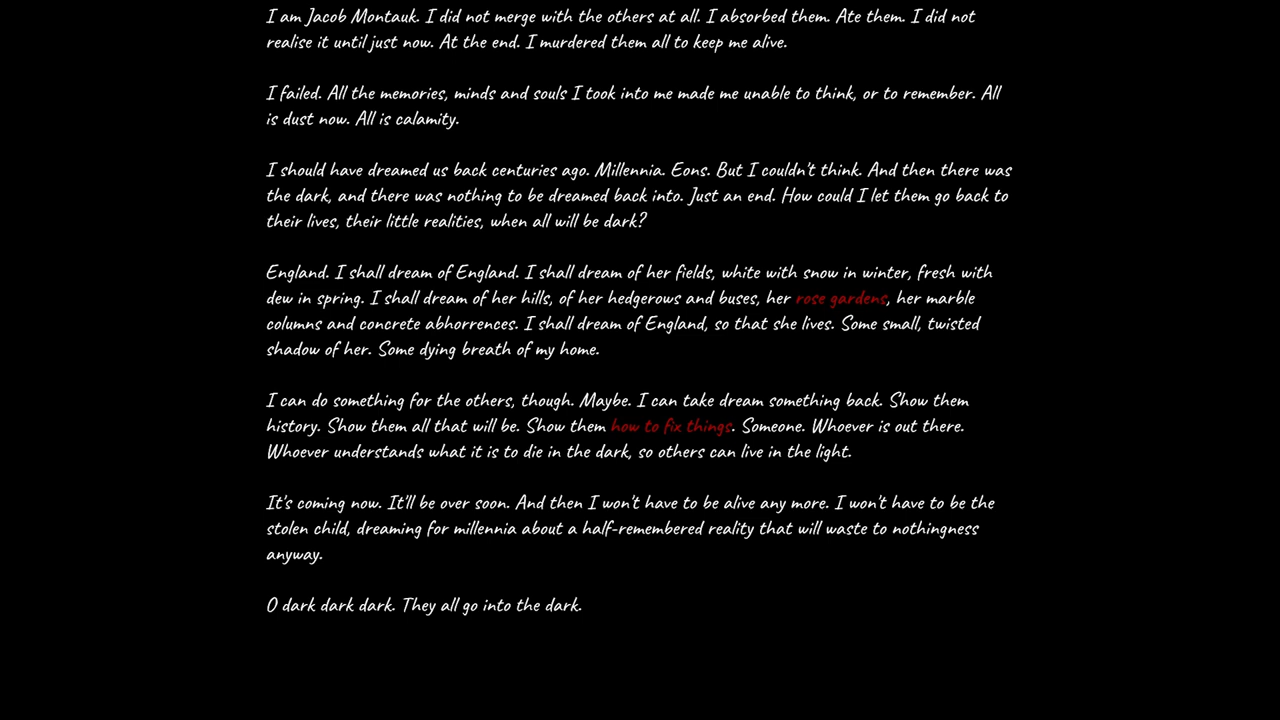 I am Jacob Montauk. I did not merge with the others at all. I absorbed them. Ate them. I did not
realise it until just now. At the end. I murdered them all to keep me alive.
I failed. All the memories, minds and souls I took into me made me unable to think, or to remember. All
is dust now. All is calamity.
I should have dreamed us back centuries ago. Millennia. Eons. But I couldn't think. And then there was
the dark, and there was nothing to be dreamed back into. Just an end. How could I let them go back to
their lives, their little realities, when all will be dark?
England. I shall dream of England. I shall dream of her fields, white with snow in winter, fresh with
dew in spring. I shall dream of her hills, of her hedgerows and buses, her rose gardens, her marble
columns and concrete abhorrences. I shall dream of England, so that she lives. Some small, twisted
shadow of her. Some dying breath of my home.
I can do something for the others, though. Maybe. I can take dream something back. Show them
history. Show them all that will be. Show them how to fix things. Someone. Whoever is out there.
Whoever understands what it is to die in the dark, so others can live in the light.
It's coming now. It'll be over soon. And then I won't have to be alive any more. I won't have to be the
stolen child, dreaming for millennia about a half-remembered reality that will waste to nothingness
anyway.
O dark dark dark. They all go into the dark.